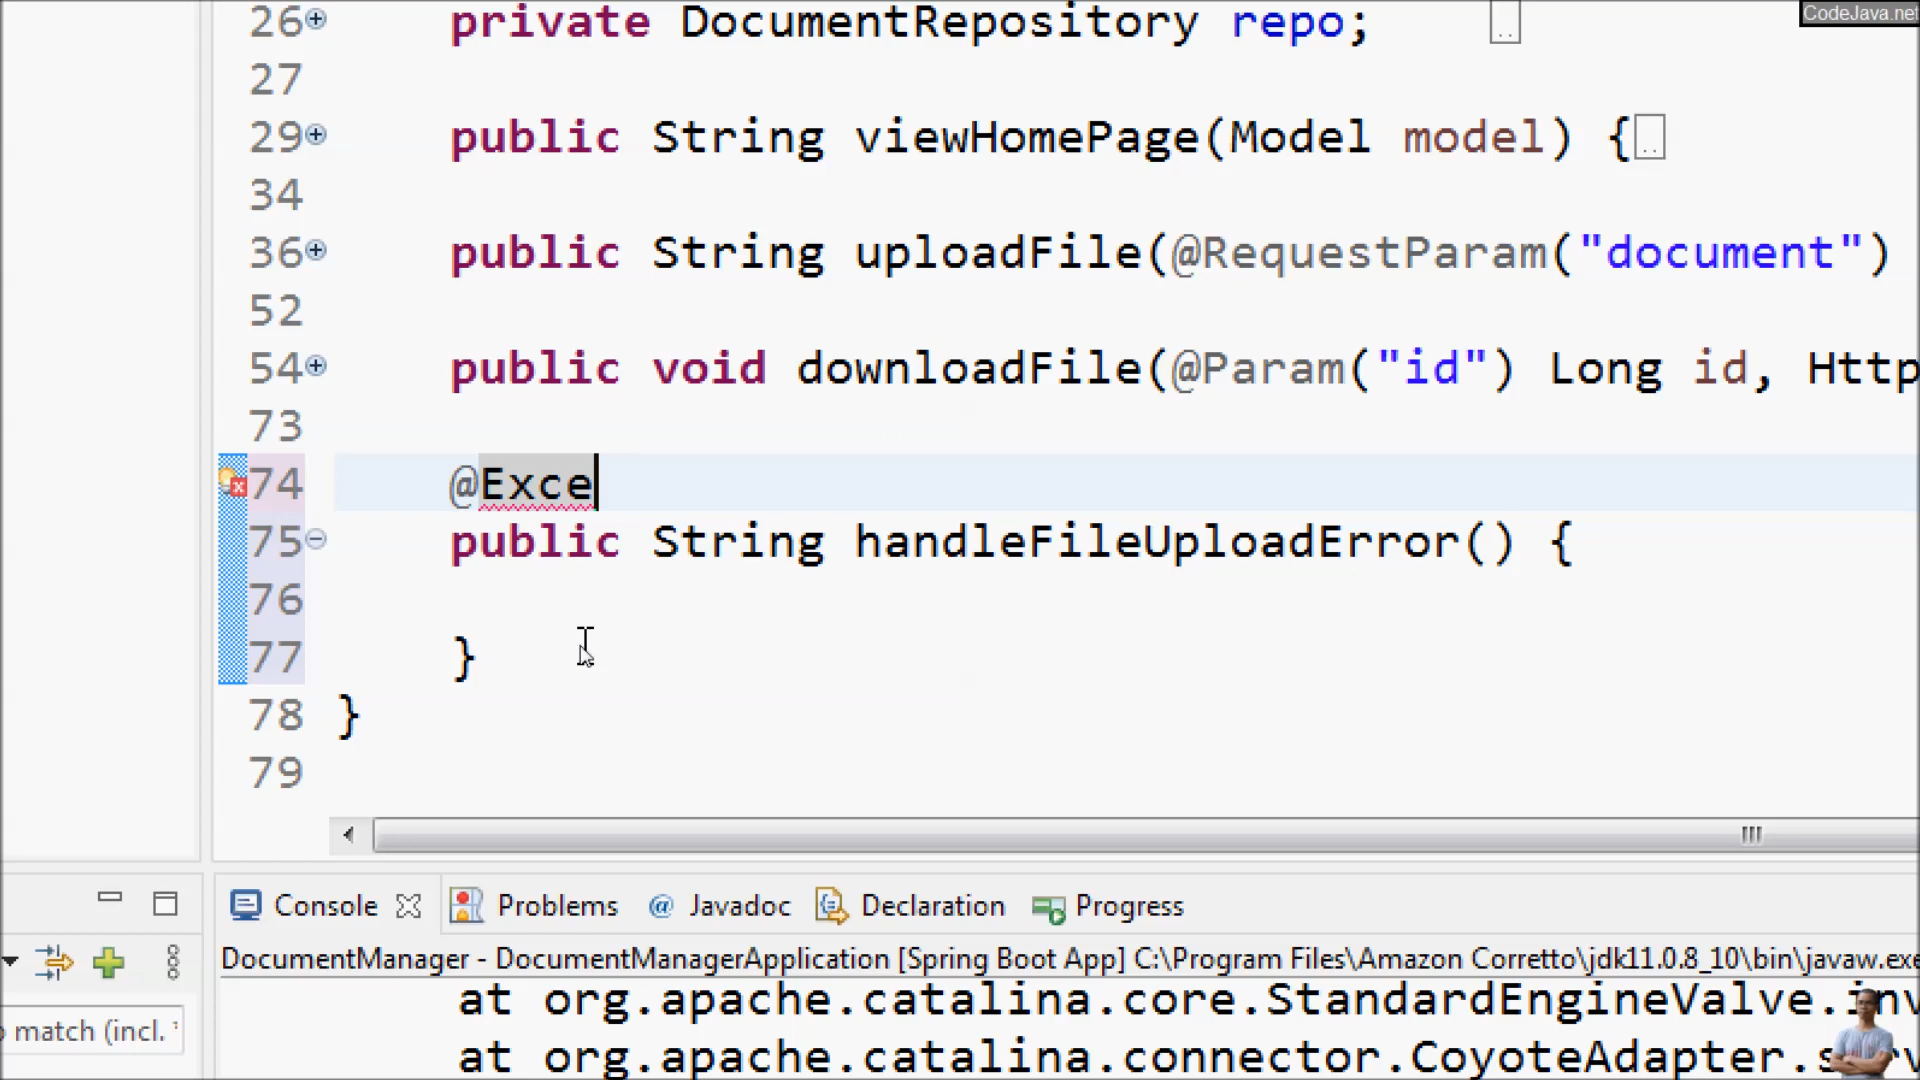 CodeJava.net
26 private DocumentRepository repo;
27
29 public String viewHomePage(Model model) {
34
36 public String uploadFile(@RequestParam("document")
52
54 public void downloadFile(@Param("id") Long id, Http
73
74 @Exce
75 public String handleFileUploadError() {
76
77 }
78 }
79
Console Problems @ Javadoc Declaration Progress
DocumentManager - DocumentManagerApplication [Spring Boot App] C:\Program Files\Amazon Corretto\jdk11.0.8_10\bin\javaw.exe
at org.apache.catalina.core.StandardEngineValve.inv
match (incl.
at org.apache.catalina.connector.CoyoteAdapter.s